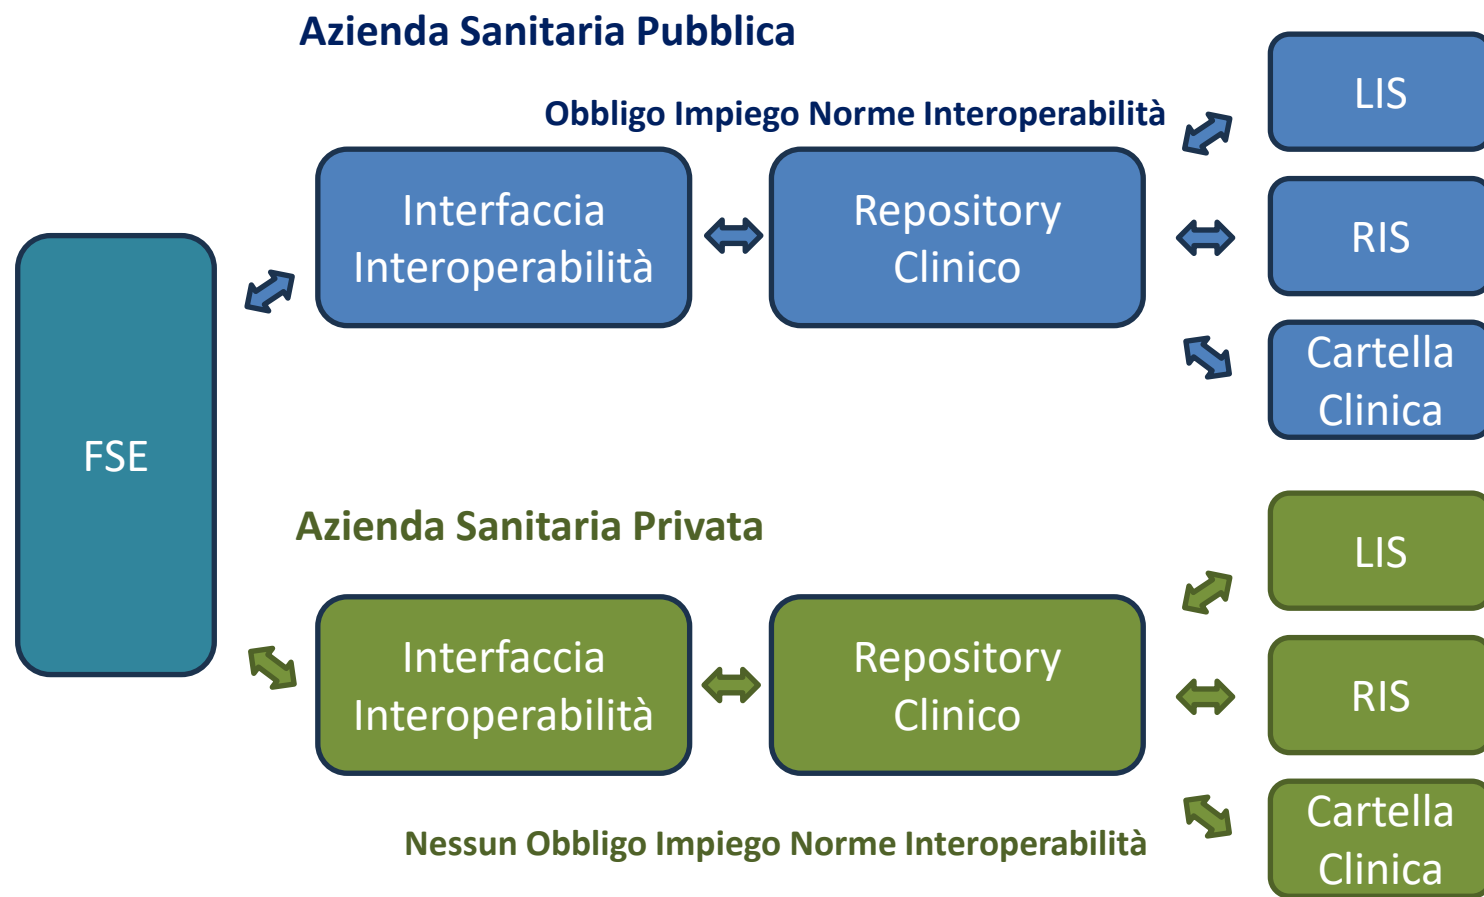 Azienda Sanitaria Pubblica
Obbligo Impiego Norme Interoperabilità
LIS
Interfaccia
Interoperabilità
Repository
Clinico
RIS
Cartella
Clinica
FSE
Azienda Sanitaria Privata
LIS
Interfaccia
Interoperabilità
Repository
Clinico
RIS
Cartella
Clinica
Nessun Obbligo Impiego Norme Interoperabilità